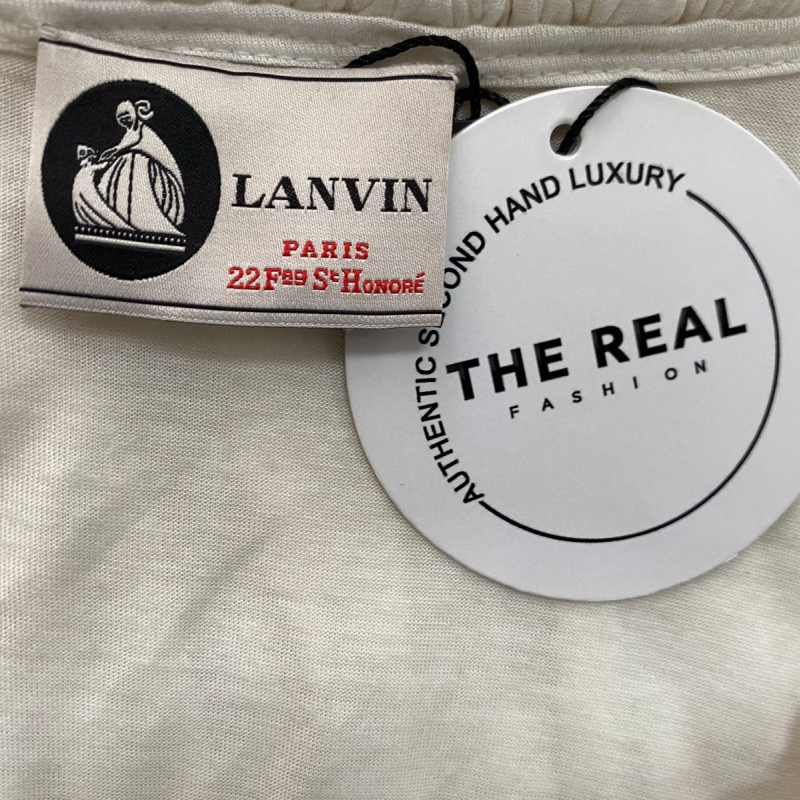 LANVIN
PARIS
22 Fbg St Honoré
AUTHENTIC SECOND HAND LUXURY
THE REAL
FASHION